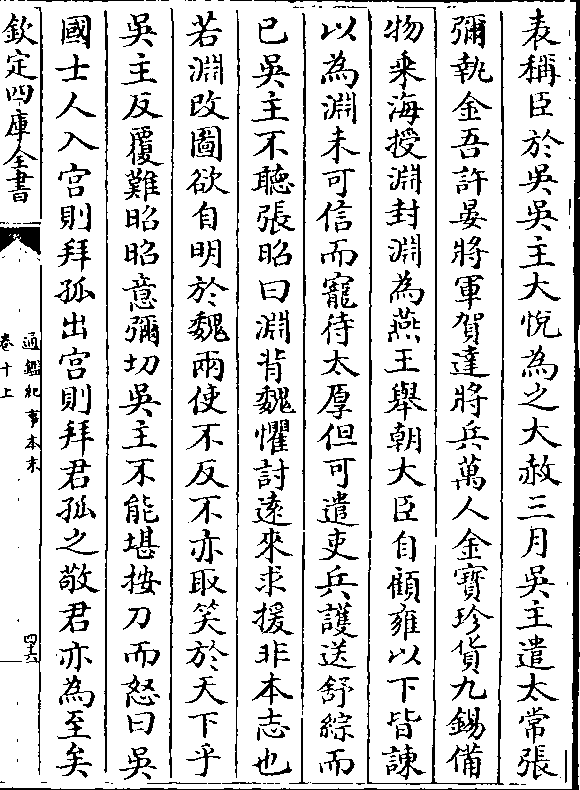 表稱臣於吳吳主大悅為之大赦三月吳主遣太常張
彌執金吾許晏將軍賀達將兵萬人金寶珍貨九錫備
物乗海授淵封淵為燕王舉朝大臣自顧雍以下皆諫
以為淵未可信而寵待太厚但可遣吏兵護送舒綜而
已吳主不聽張昭曰淵背魏懼討逺來求援非本志也
若淵改圖欲自明於魏兩使不反不亦取笑於天下乎
吳主反覆難昭昭意彌切吳主不能堪按刀而怒曰吳
國士人入宫則拜孤出宫則拜君孤之敬君亦為至矣
欽定四庫全書
通鑑紀事本末
卷十上
四六